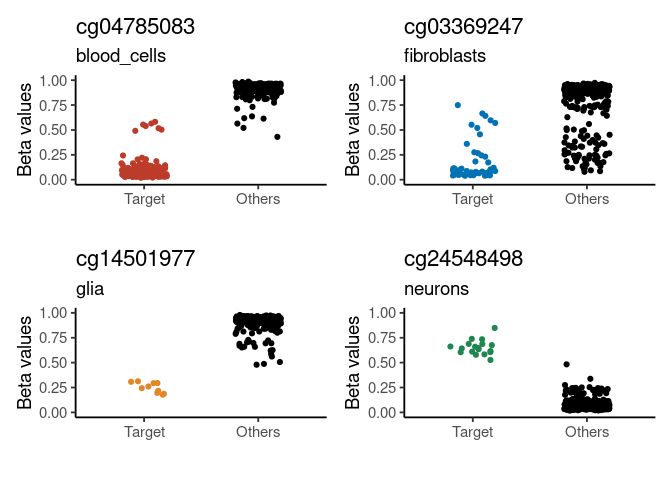 cg04785083
blood_cells
Beta values
1.00
0.75
0.50
0.25
0.00
Target Others
cg03369247
fibroblasts
Beta values
1.00
0.75
0.50
0.25
0.00
Target Others
cg14501977
glia
Beta values
1.00
0.75
0.50
0.25
0.00
Target Others
cg24548498
neurons
Beta values
1.00
0.75
0.50
0.25
0.00
Target Others